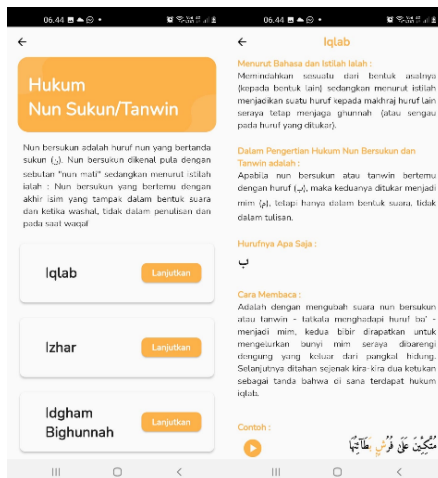 06.44
Hukum
Nun Sukun/Tanwin
Nun bersukun adalah huruf nun yang bertanda
sukun (نْ). Nun bersukun dikenal pula dengan
sebutan "nun mati" sedangkan menurut istilah
ialah : Nun bersukun yang bertemu dengan
akhir isim yang tampak dalam bentuk suara
dan ketika washal, tidak dalam penulisan dan
pada saat waqaf
Iqlab
Lanjutkan
Izhar
Lanjutkan
Idgham
Bighunnah
Lanjutkan
06.44
Iqlab
Menurut Bahasa dan Istilah Ialah :
Memindahkan sesuatu dari bentuk asalnya
(kepada bentuk lain) sedangkan menurut istilah
menjadikan suatu huruf kepada makhraj huruf lain
seraya tetap menjaga ghunnah (atau sengau
pada huruf yang ditukar).
Dalam Pengertian Hukum Nun Bersukun dan
Tanwin adalah :
Apabila nun bersukun atau tanwin bertemu
dengan huruf (ب), maka keduanya ditukar menjadi
mim (م), tetapi hanya dalam bentuk suara, tidak
dalam tulisan.
Hurufnya Apa Saja :
ب
Cara Membaca :
Adalah dengan mengubah suara nun bersukun
atau tanwin - tatkala menghadapi huruf ba' -
menjadi mim, kedua bibir dirapatkan untuk
mengelurkan bunyi mim seraya dibarengi
dengung yang keluar dari pangkal hidung.
Selanjutnya ditahan sejenak kira-kira dua ketukan
sebagai tanda bahwa di sana terdapat hukum
iqlab.
Contoh :
مُتَّكِـِٕيْنَ عَلٰى فُرُشٍۢ بَطَاۤىِٕنُهَا